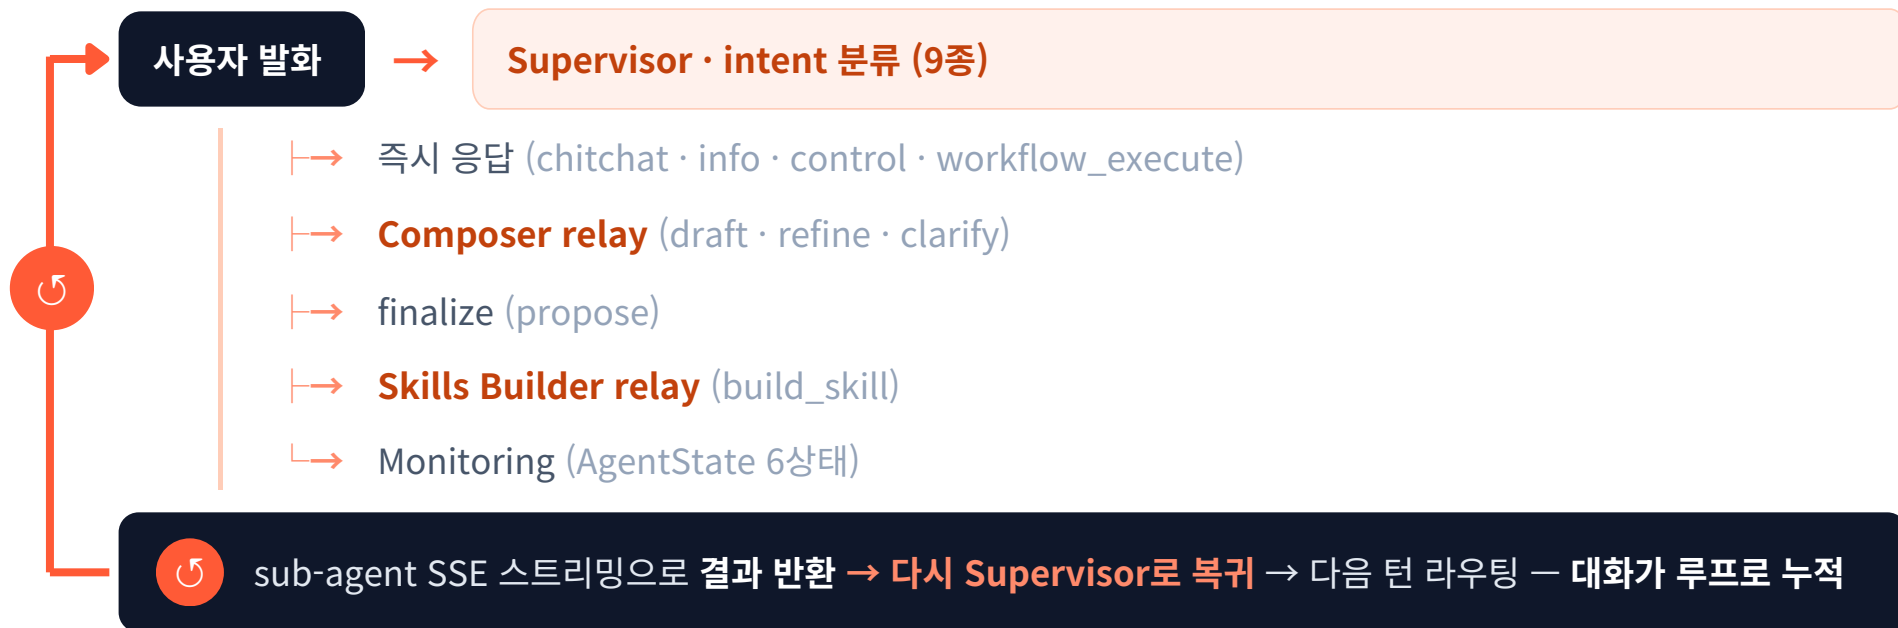 사용자 발화 → Supervisor · intent 분류 (9종)
├→ 즉시 응답 (chitchat · info · control · workflow_execute)
├→ Composer relay (draft · refine · clarify)
├→ finalize (propose)
├→ Skills Builder relay (build_skill)
└→ Monitoring (AgentState 6상태)
↺
↺ sub-agent SSE 스트리밍으로 결과 반환 → 다시 Supervisor로 복귀 → 다음 턴 라우팅 — 대화가 루프로 누적